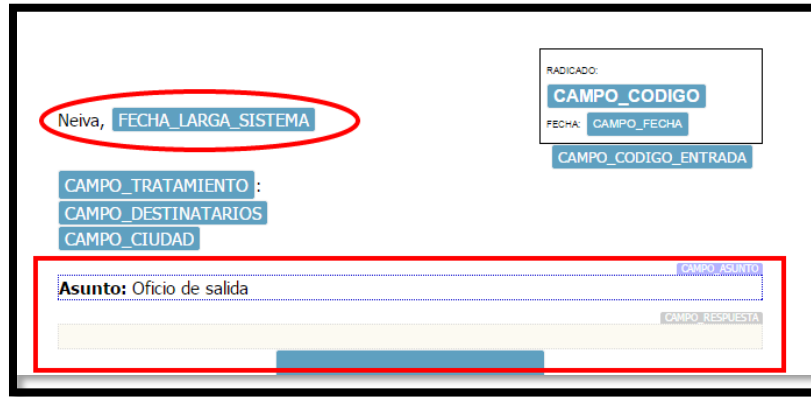 RADICADO:
CAMPO_CODIGO
FECHA: CAMPO_FECHA
Neiva, FECHA_LARGA_SISTEMA
CAMPO_CODIGO_ENTRADA
CAMPO_TRATAMIENTO :
CAMPO_DESTINATARIOS
CAMPO_CIUDAD
CAMPO_ASUNTO
Asunto: Oficio de salida
CAMPO_RESPUESTA